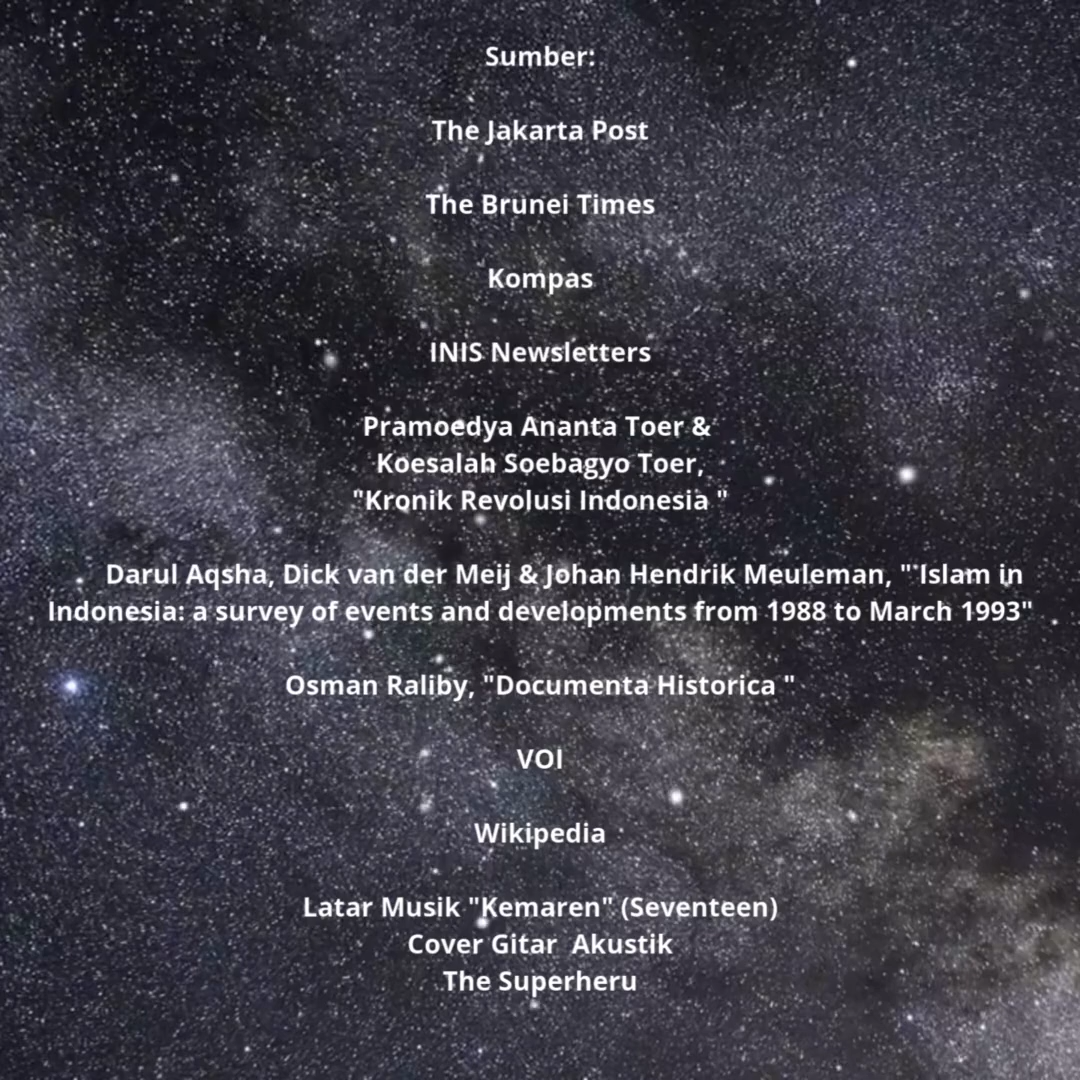 Sumber:
The Jakarta Post
The Brunei Times
Kompas
INIS Newsletters
Pramoedya Ananta Toer &
Koesalah Soebagyo Toer,
"Kronik Revolusi Indonesia "
Darul Aqsha, Dick van der Meij & Johan Hendrik Meuleman, "Islam in
Indonesia: a survey of events and developments from 1988 to March 1993"
Osman Raliby, "Documenta Historica "
VOI
Wikipedia
Latar Musik "Kemaren" (Seventeen)
Cover Gitar  Akustik
The Superheru